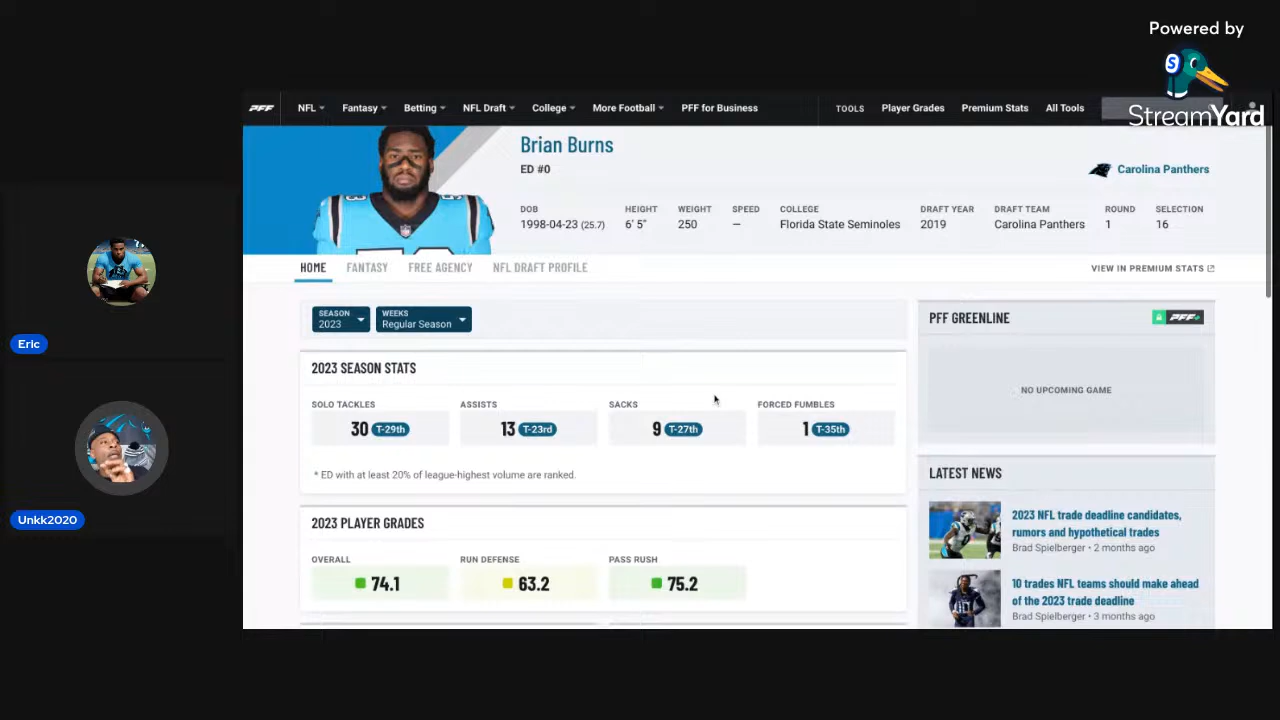 Powered by
S
StreamYard
PFF NFL Fantasy Betting NFL Draft College More Football PFF for Business TOOLS Player Grades Premium Stats All Tools
Brian Burns
ED #0
Carolina Panthers
DOB HEIGHT WEIGHT SPEED COLLEGE DRAFT YEAR DRAFT TEAM ROUND SELECTION
1998-04-23 (25.7) 6' 5" 250 — Florida State Seminoles 2019 Carolina Panthers 1 16
HOME FANTASY FREE AGENCY NFL DRAFT PROFILE VIEW IN PREMIUM STATS
SEASON WEEKS
2023 Regular Season
PFF GREENLINE PFF+
NO UPCOMING GAME
2023 SEASON STATS
SOLO TACKLES ASSISTS SACKS FORCED FUMBLES
30 T-29th 13 T-23rd 9 T-27th 1 T-35th
* ED with at least 20% of league-highest volume are ranked.
2023 PLAYER GRADES
OVERALL RUN DEFENSE PASS RUSH
74.1 63.2 75.2
LATEST NEWS
2023 NFL trade deadline candidates,
rumors and hypothetical trades
Brad Spielberger • 2 months ago
10 trades NFL teams should make ahead
of the 2023 trade deadline
Brad Spielberger • 3 months ago
Eric
Unkk2020